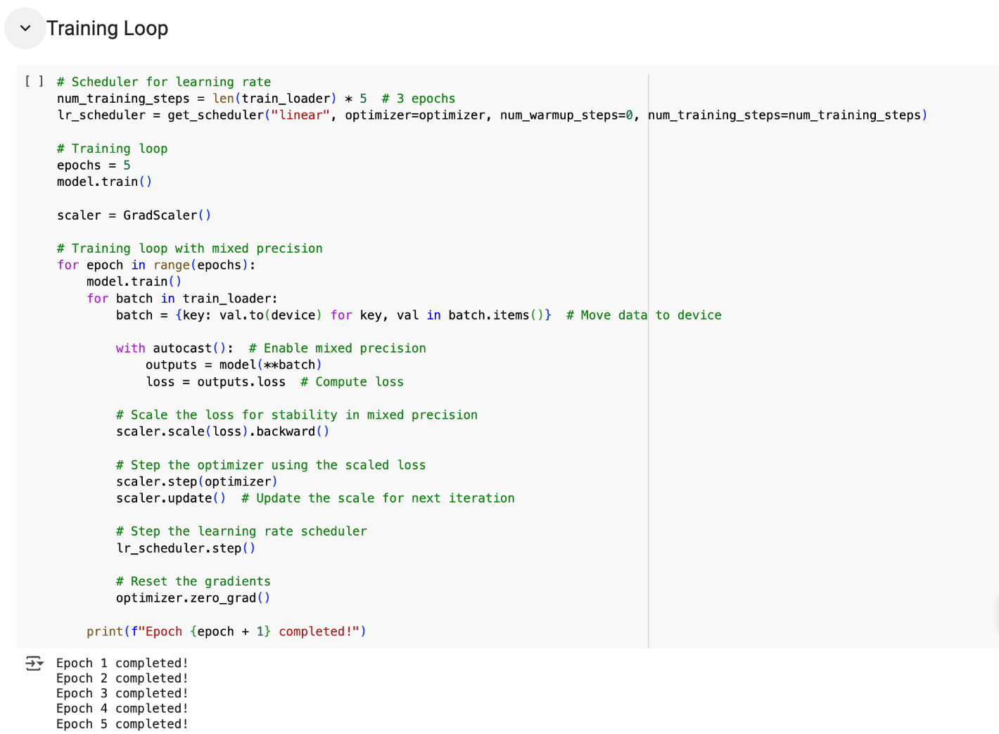 Training Loop
[ ] # Scheduler for learning rate
num_training_steps = len(train_loader) * 5  # 3 epochs
lr_scheduler = get_scheduler("linear", optimizer=optimizer, num_warmup_steps=0, num_training_steps=num_training_steps)
# Training loop
epochs = 5
model.train()
scaler = GradScaler()
# Training loop with mixed precision
for epoch in range(epochs):
    model.train()
    for batch in train_loader:
        batch = {key: val.to(device) for key, val in batch.items()}  # Move data to device
        with autocast():  # Enable mixed precision
            outputs = model(**batch)
            loss = outputs.loss  # Compute loss
        # Scale the loss for stability in mixed precision
        scaler.scale(loss).backward()
        # Step the optimizer using the scaled loss
        scaler.step(optimizer)
        scaler.update()  # Update the scale for next iteration
        # Step the learning rate scheduler
        lr_scheduler.step()
        # Reset the gradients
        optimizer.zero_grad()
    print(f"Epoch {epoch + 1} completed!")
Epoch 1 completed!
Epoch 2 completed!
Epoch 3 completed!
Epoch 4 completed!
Epoch 5 completed!